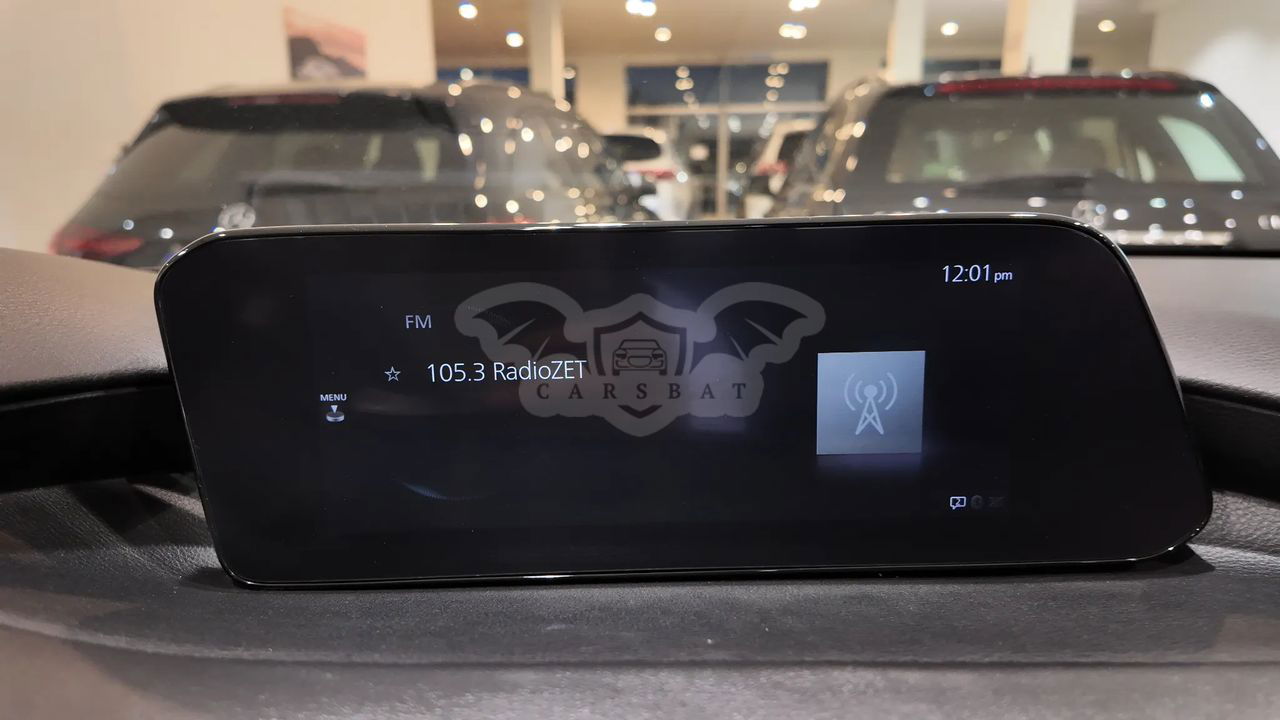 12:01 pm
FM
☆ 105.3 RadioZET
CARSBAT
MENU